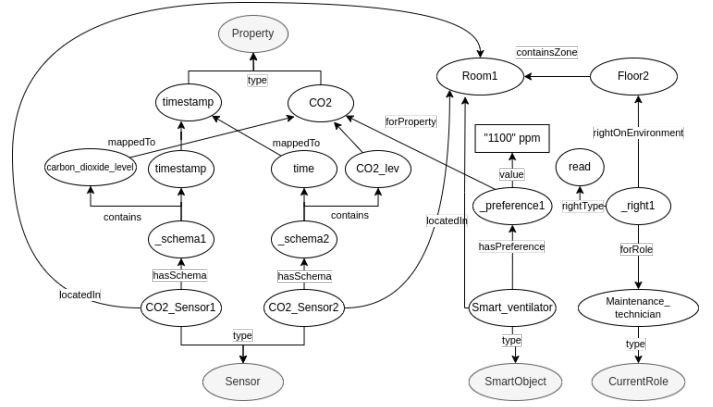 Property
containsZone
type
Room1
Floor2
timestamp
CO2
forProperty
"1100" ppm
rightOnEnvironment
mappedTo
mappedTo
carbon_dioxide_level
timestamp
time
CO2_lev
read
value
_preference1
_right1
rightType
contains
contains
locatedIn
_schema1
_schema2
hasPreference
forRole
hasSchema
hasSchema
locatedIn
CO2_Sensor1
CO2_Sensor2
Smart_ventilator
Maintenance_
technician
type
type
type
Sensor
SmartObject
CurrentRole